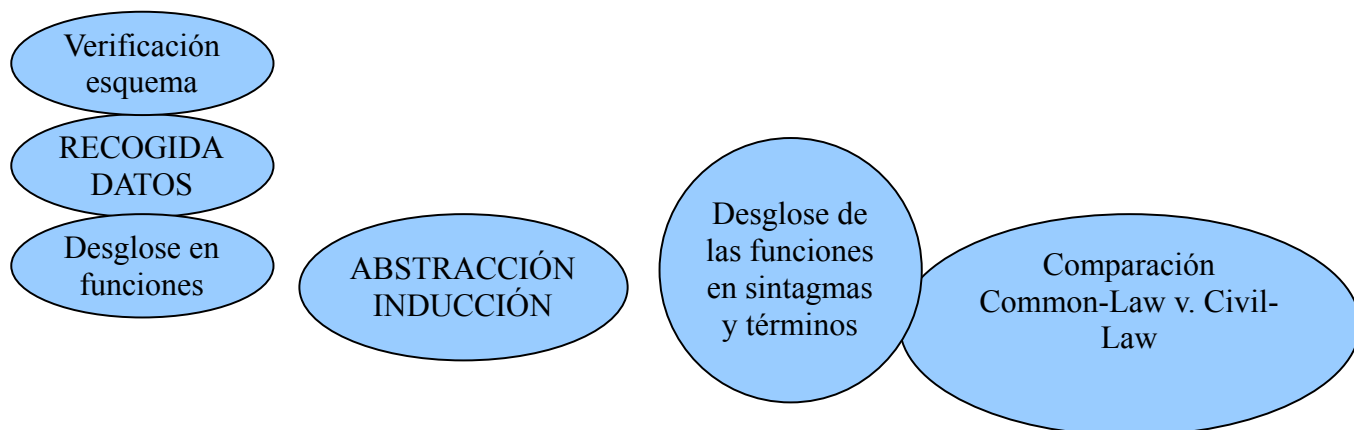 Verificación
esquema
RECOGIDA
DATOS
Desglose en
funciones
ABSTRACCIÓN
INDUCCIÓN
Desglose de
las funciones
en sintagmas
y términos
Comparación
Common-Law v. Civil-
Law